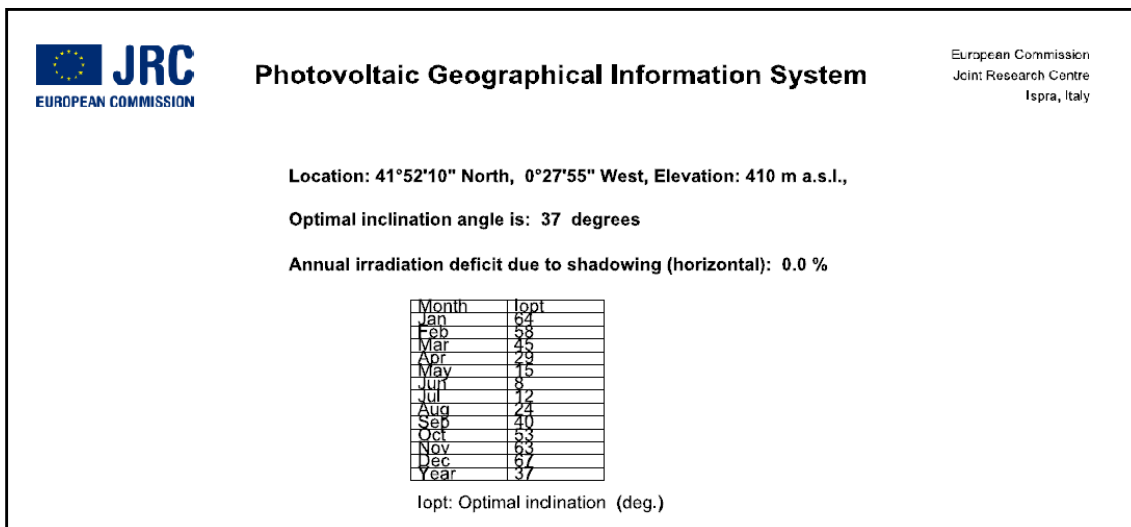 JRC
EUROPEAN COMMISSION
Photovoltaic Geographical Information System
European Commission
Joint Research Centre
Ispra, Italy
Location: 41°52'10" North, 0°27'55" West, Elevation: 410 m a.s.l.,
Optimal inclination angle is: 37 degrees
Annual irradiation deficit due to shadowing (horizontal): 0.0 %
Month Iopt
Jan 64
Feb 58
Mar 45
Apr 29
May 15
Jun 8
Jul 12
Aug 24
Sep 40
Oct 53
Nov 63
Dec 67
Year 37
Iopt: Optimal inclination (deg.)